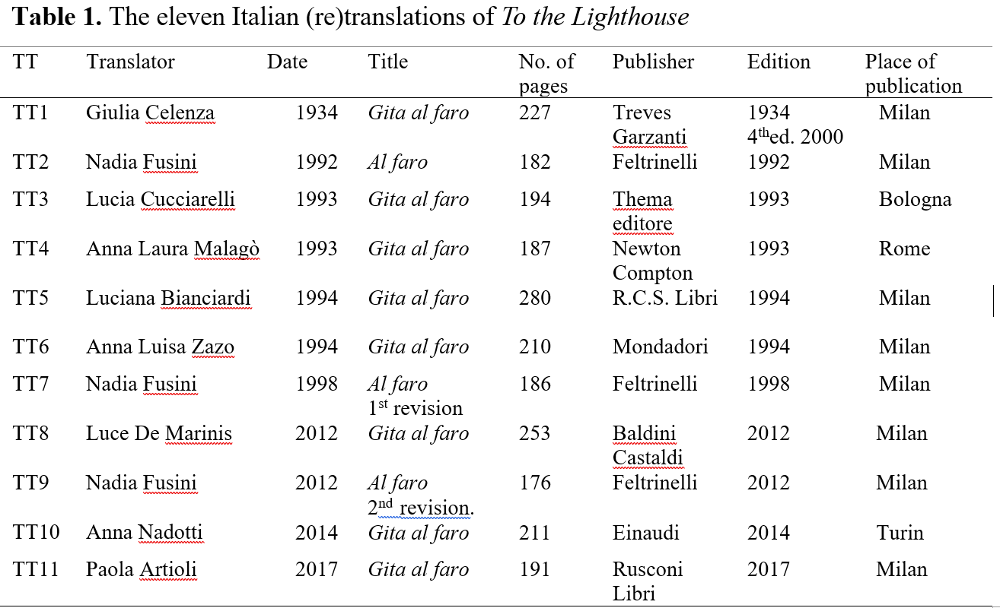 Table 1. The eleven Italian (re)translations of To the Lighthouse
TT Translator Date Title No. of pages Publisher Edition Place of publication
TT1 Giulia Celenza 1934 Gita al faro 227 Treves Garzanti 1934 4thed. 2000 Milan
TT2 Nadia Fusini 1992 Al faro 182 Feltrinelli 1992 Milan
TT3 Lucia Cucciarelli 1993 Gita al faro 194 Thema editore 1993 Bologna
TT4 Anna Laura Malagò 1993 Gita al faro 187 Newton Compton 1993 Rome
TT5 Luciana Bianciardi 1994 Gita al faro 280 R.C.S. Libri 1994 Milan
TT6 Anna Luisa Zazo 1994 Gita al faro 210 Mondadori 1994 Milan
TT7 Nadia Fusini 1998 Al faro 1st revision 186 Feltrinelli 1998 Milan
TT8 Luce De Marinis 2012 Gita al faro 253 Baldini Castaldi 2012 Milan
TT9 Nadia Fusini 2012 Al faro 2nd revision. 176 Feltrinelli 2012 Milan
TT10 Anna Nadotti 2014 Gita al faro 211 Einaudi 2014 Turin
TT11 Paola Artioli 2017 Gita al faro 191 Rusconi Libri 2017 Milan